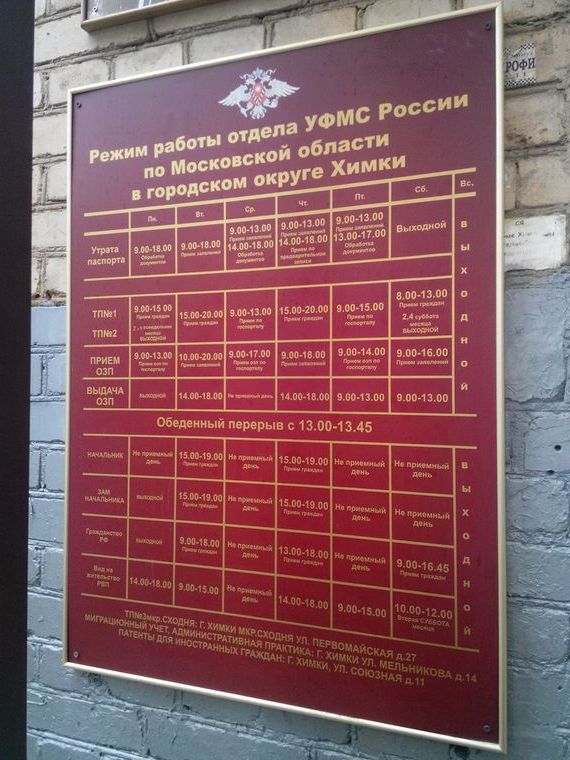 РОФИ
Режим работы отдела УФМС России
по Московской области
в городском округе Химки
Пн. Вт. Ср. Чт. Пт. Сб. Вс.
Утрата паспорта
9.00-18.00 Обработка документов
9.00-18.00 Прием заявлений
9.00-13.00 Прием заявлений 14.00-18.00 Обработка документов
9.00-13.00 Прием заявлений 14.00-18.00 Прием по предварительной записи
9.00-13.00 Прием заявлений 13.00-17.00 Обработка документов
Выходной
выходной
ТП№1
ТП№2
9.00-15 00 Прием граждан понедельник месяца ВЫХОДНОЙ
15.00-20.00 Прием граждан
9.00-13.00 Прием по госпорталу
15.00-20.00 Прием граждан
9.00-15.00 Прием по госпорталу
8.00-13.00 Прием граждан 2,4 суббота месяца ВЫХОДНОЙ
ПРИЕМ ОЗП
9.00-13.00 Прием озп по госпорталу
10.00-20.00 Прием заявлений
9.00-17.00 Прием озп по госпорталу
9.00-18.00 Прием заявлений
9.00-14.00 Прием озп по госпорталу
9.00-16.00 Прием заявлений
ВЫДАЧА ОЗП
ВЫХОДНОЙ
14.00-18.00
Не приемный день
14.00-18.00
9.00-13.00
9.00-13.00
Обеденный перерыв с 13.00-13.45
НАЧАЛЬНИК
Не приемный день
15.00-19.00 Прием граждан
Не приемный день
15.00-19.00 Прием граждан
Не приемный день
Не приемный день
ВЫХОДНОЙ
ЗАМ НАЧАЛЬНИКА
ВЫХОДНОЙ
15.00-19.00 Прием граждан
Не приемный день
15.00-19.00 Прием граждан
Не приемный день
Не приемный день
Гражданство РФ
ВЫХОДНОЙ
9.00-18.00 Прием граждан
Не приемный день
13.00-18.00 Прием граждан
Не приемный день
9.00-16.45 Прием граждан
Вид на жительство РВП
14.00-18.00
9.00-15.00
Не приемный день
14.00-18.00
9.00-15.00
10.00-12.00 Вторая СУББОТА месяца
ТП№3мкр.СХОДНЯ: Г. ХИМКИ МКР.СХОДНЯ УЛ. ПЕРВОМАЙСКАЯ д.27
МИГРАЦИОННЫЙ УЧЕТ, АДМИНИСТРАТИВНАЯ ПРАКТИКА: Г. ХИМКИ УЛ. МЕЛЬНИКОВА д.14
ПАТЕНТЫ ДЛЯ ИНОСТРАННЫХ ГРАЖДАН: Г. ХИМКИ, УЛ. СОЮЗНАЯ д.11